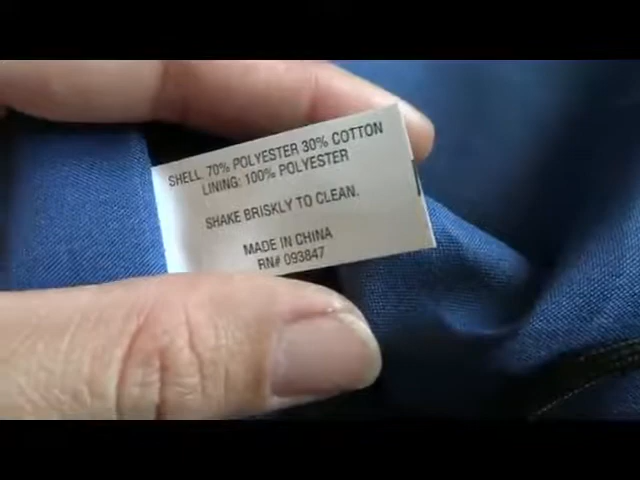 SHELL 70% POLYESTER 30% COTTON
LINING: 100% POLYESTER
SHAKE BRISKLY TO CLEAN.
MADE IN CHINA
RN# 093847